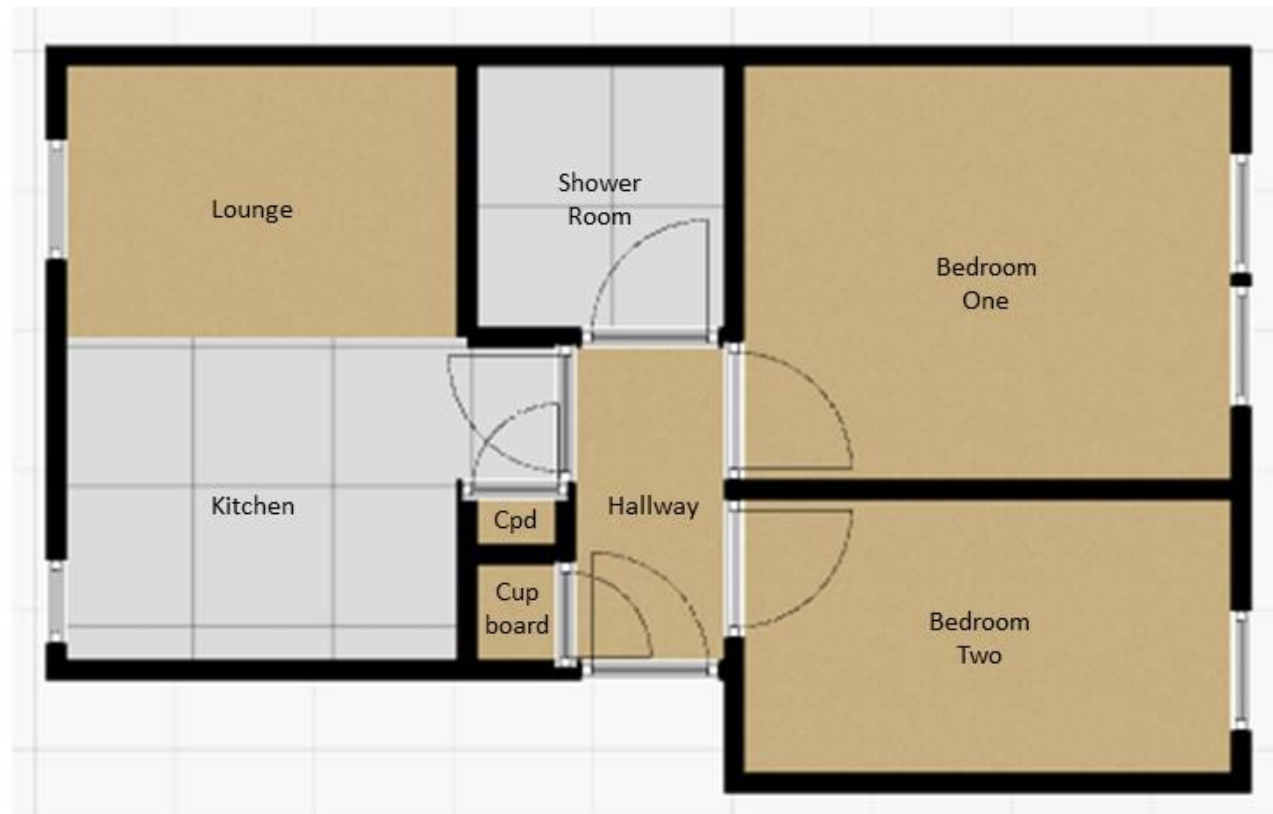 Lounge
Shower
Room
Bedroom
One
Kitchen
Cpd
Hallway
Cup
board
Bedroom
Two